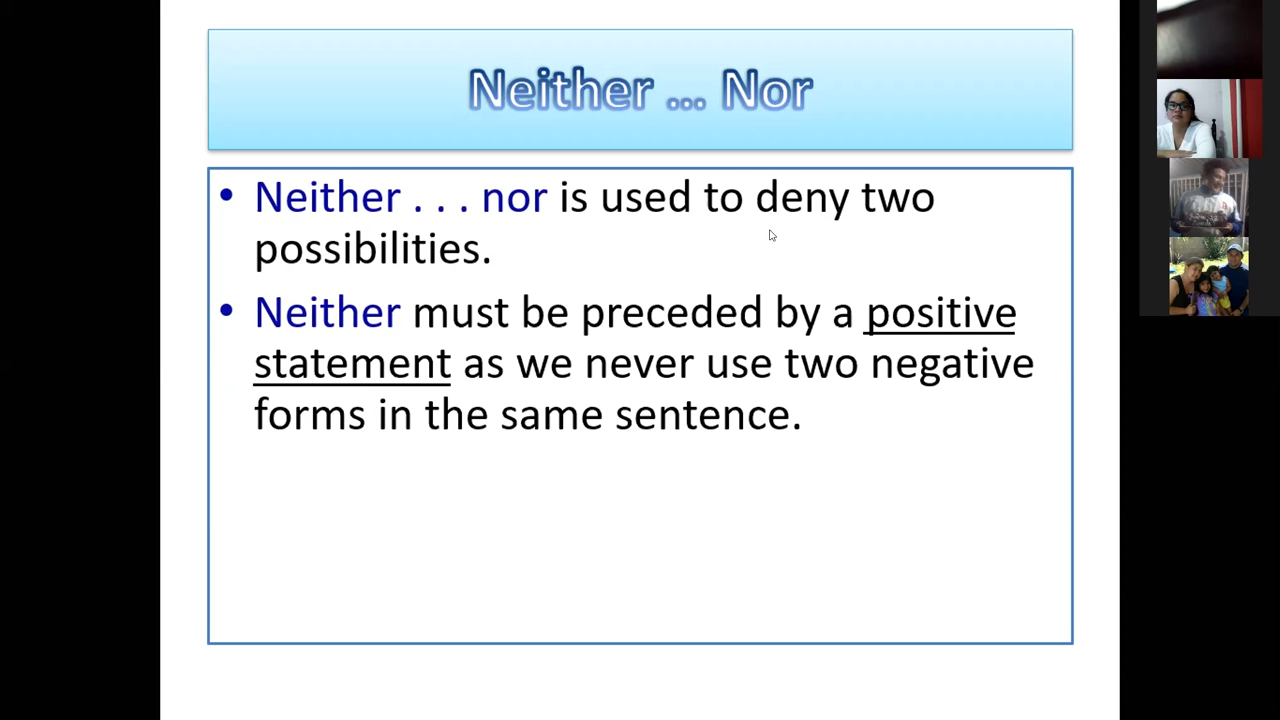 Neither ... Nor
• Neither . . . nor is used to deny two
possibilities.
• Neither must be preceded by a positive
statement as we never use two negative
forms in the same sentence.